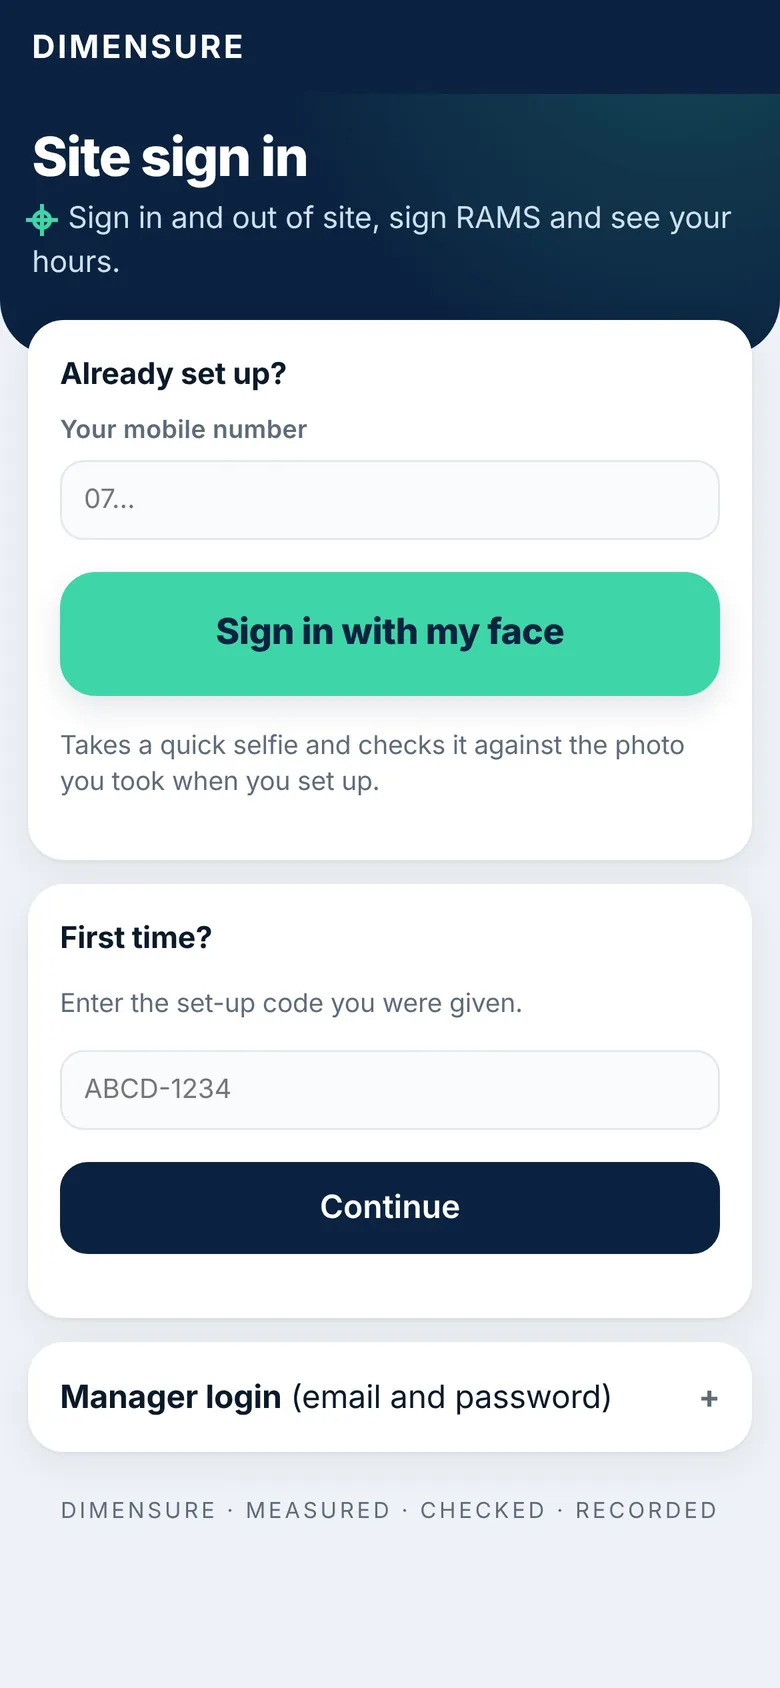 DIMENSURE
Site sign in
Sign in and out of site, sign RAMS and see your
hours.
Already set up?
Your mobile number
07...
Sign in with my face
Takes a quick selfie and checks it against the photo
you took when you set up.
First time?
Enter the set-up code you were given.
ABCD-1234
Continue
Manager login (email and password) +
DIMENSURE · MEASURED · CHECKED · RECORDED